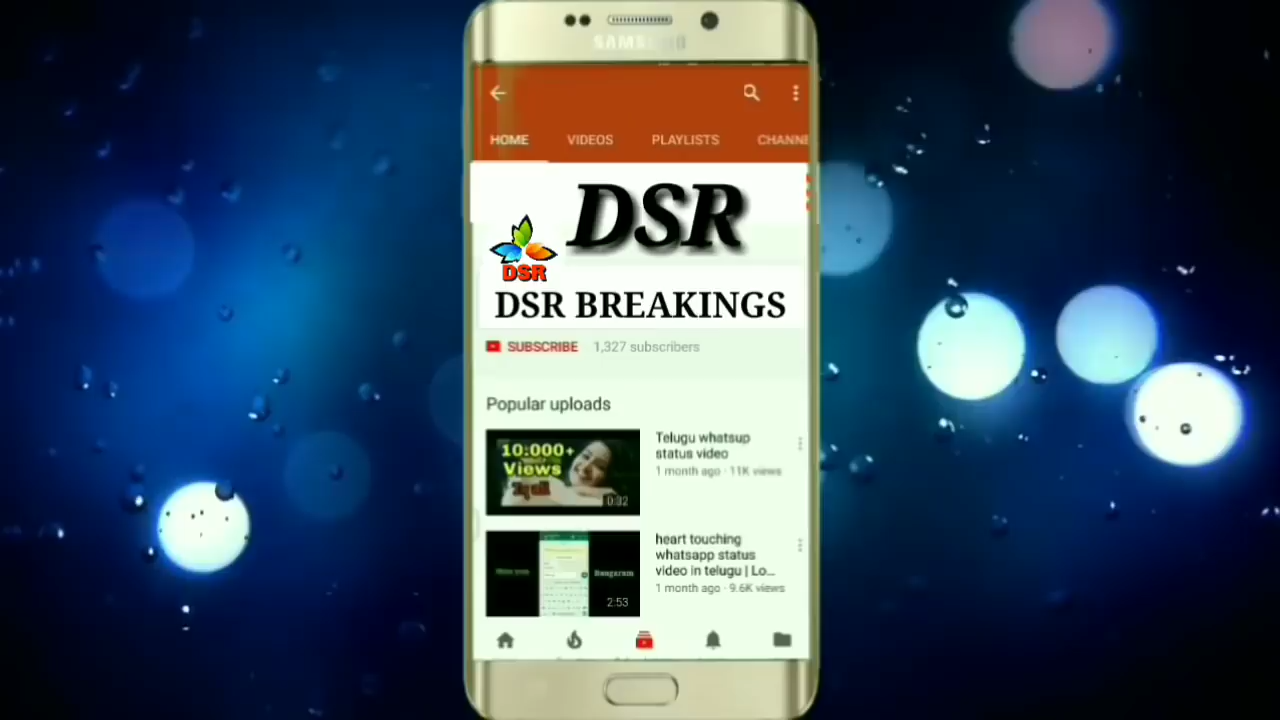 SAMSUNG
HOME VIDEOS PLAYLISTS CHANNE
DSR
DSR
DSR BREAKINGS
SUBSCRIBE 1,327 subscribers
Popular uploads
10.000+
Views
0:32
Telugu whatsup
status video
1 month ago · 11K views
Bangaram
2:53
heart touching
whatsapp status
video in telugu | Lo...
1 month ago · 9.6K views